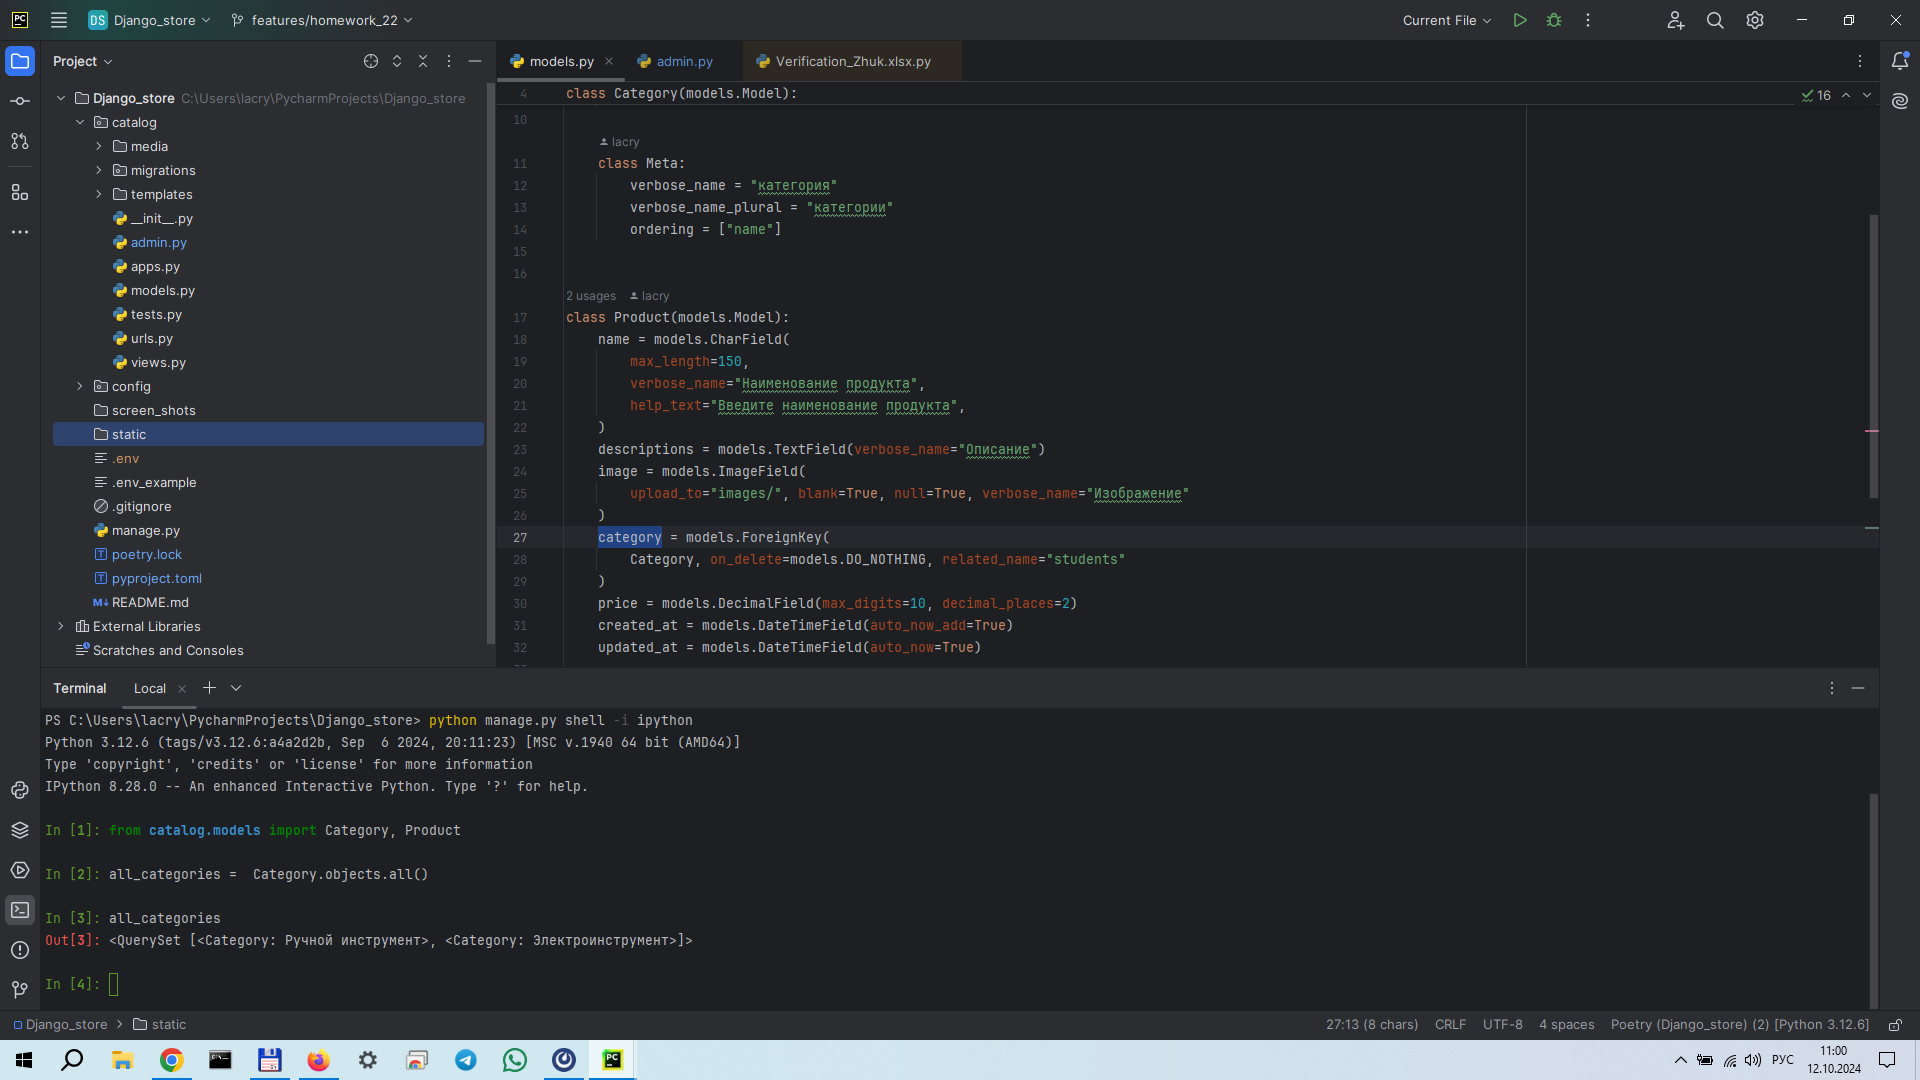 PC
DS Django_store
features/homework_22
Current File
Project
models.py
admin.py
Verification_Zhuk.xlsx.py
Django_store C:\Users\lacry\PycharmProjects\Django_store
catalog
media
migrations
templates
__init__.py
admin.py
apps.py
models.py
tests.py
urls.py
views.py
config
screen_shots
static
.env
.env_example
.gitignore
manage.py
poetry.lock
pyproject.toml
README.md
External Libraries
Scratches and Consoles
4 class Category(models.Model):
16
10
lacry
11 class Meta:
12 verbose_name = "категория"
13 verbose_name_plural = "категории"
14 ordering = ["name"]
15
16
2 usages lacry
17 class Product(models.Model):
18 name = models.CharField(
19 max_length=150,
20 verbose_name="Наименование продукта",
21 help_text="Введите наименование продукта",
22 )
23 descriptions = models.TextField(verbose_name="Описание")
24 image = models.ImageField(
25 upload_to="images/", blank=True, null=True, verbose_name="Изображение"
26 )
27 category = models.ForeignKey(
28 Category, on_delete=models.DO_NOTHING, related_name="students"
29 )
30 price = models.DecimalField(max_digits=10, decimal_places=2)
31 created_at = models.DateTimeField(auto_now_add=True)
32 updated_at = models.DateTimeField(auto_now=True)
Terminal Local
PS C:\Users\lacry\PycharmProjects\Django_store> python manage.py shell -i ipython
Python 3.12.6 (tags/v3.12.6:a4a2d2b, Sep  6 2024, 20:11:23) [MSC v.1940 64 bit (AMD64)]
Type 'copyright', 'credits' or 'license' for more information
IPython 8.28.0 -- An enhanced Interactive Python. Type '?' for help.
In [1]: from catalog.models import Category, Product
In [2]: all_categories =  Category.objects.all()
In [3]: all_categories
Out[3]: <QuerySet [<Category: Ручной инструмент>, <Category: Электроинструмент>]>
In [4]:
Django_store > static
27:13 (8 chars) CRLF UTF-8 4 spaces Poetry (Django_store) (2) [Python 3.12.6]
РУС
11:00
12.10.2024